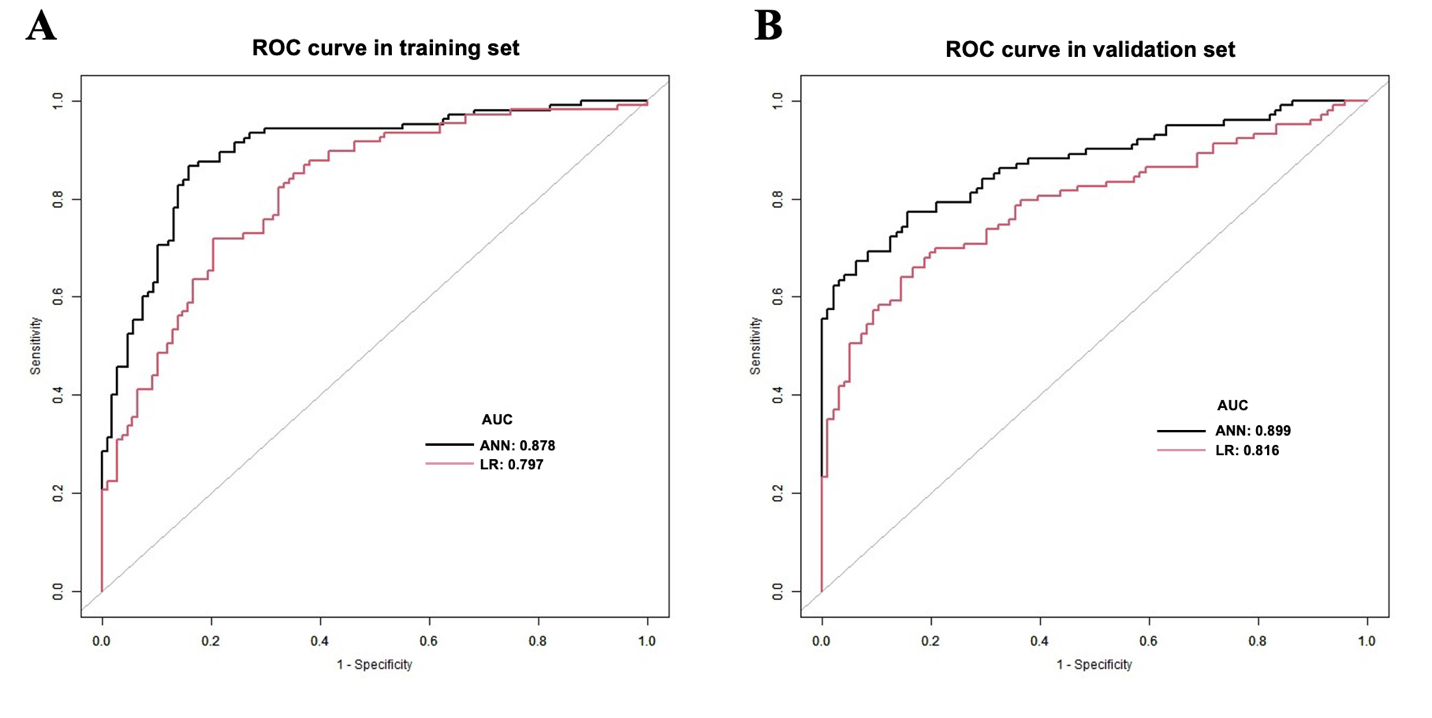 A
ROC curve in training set
1.0
0.8
0.6
0.4
0.2
0.0
Sensitivity
AUC
ANN: 0.878
LR: 0.797
0.0 0.2 0.4 0.6 0.8 1.0
1 - Specificity
B
ROC curve in validation set
1.0
0.8
0.6
0.4
0.2
0.0
Sensitivity
AUC
ANN: 0.899
LR: 0.816
0.0 0.2 0.4 0.6 0.8 1.0
1 - Specificity